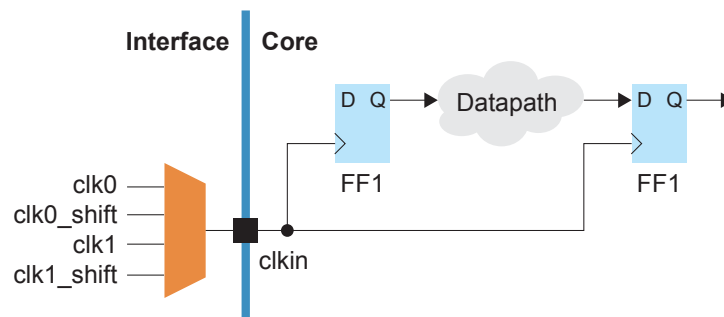 Interface Core
D Q
Datapath
D Q
FF1
FF1
clk0
clk0_shift
clk1
clk1_shift
clkin